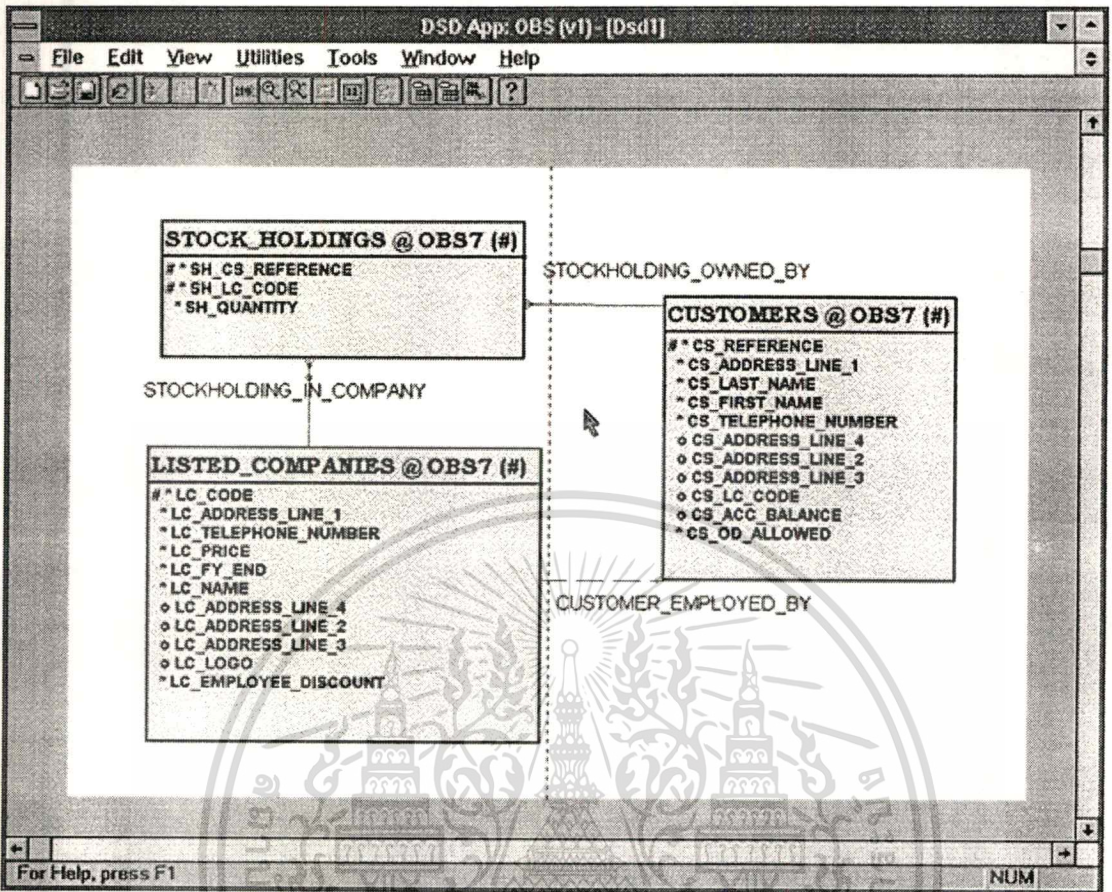 DSD App: OBS (v1) - [Dsd1]
File Edit View Utilities Tools Window Help
STOCK_HOLDINGS @ OBS7 (#)
# * SH_CS_REFERENCE
# * SH_LC_CODE
* SH_QUANTITY
STOCKHOLDING_OWNED_BY
CUSTOMERS @ OBS7 (#)
# * CS_REFERENCE
* CS_ADDRESS_LINE_1
* CS_LAST_NAME
* CS_FIRST_NAME
* CS_TELEPHONE_NUMBER
o CS_ADDRESS_LINE_4
o CS_ADDRESS_LINE_2
o CS_ADDRESS_LINE_3
o CS_LC_CODE
o CS_ACC_BALANCE
* CS_OD_ALLOWED
STOCKHOLDING_IN_COMPANY
LISTED_COMPANIES @ OBS7 (#)
# * LC_CODE
* LC_ADDRESS_LINE_1
* LC_TELEPHONE_NUMBER
* LC_PRICE
* LC_FY_END
* LC_NAME
o LC_ADDRESS_LINE_4
o LC_ADDRESS_LINE_2
o LC_ADDRESS_LINE_3
o LC_LOGO
* LC_EMPLOYEE_DISCOUNT
CUSTOMER_EMPLOYED_BY
For Help, press F1
NUM